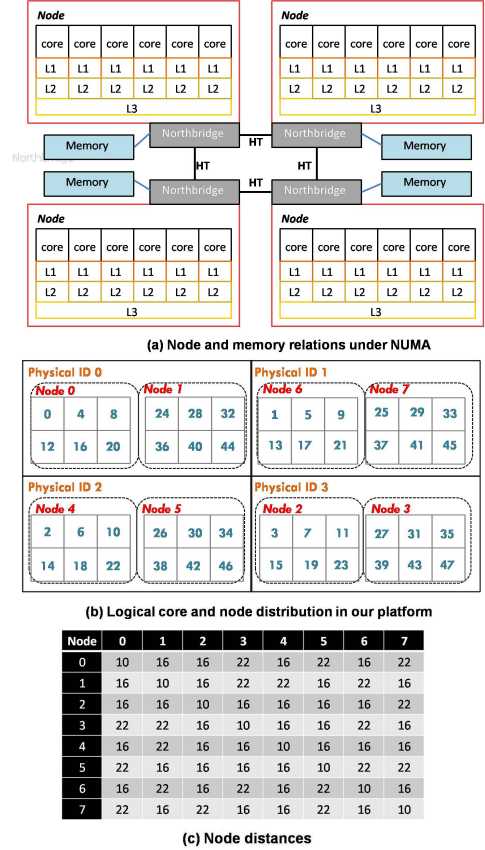 Node Node
core core core core core core core core core core core core
L1 L1 L1 L1 L1 L1 L1 L1 L1 L1 L1 L1
L2 L2 L2 L2 L2 L2 L2 L2 L2 L2 L2 L2
L3 L3
Northbridge HT Northbridge
Memory Memory
Northbridge
HT HT
Memory Memory
Northbridge HT Northbridge
Node Node
core core core core core core core core core core core core
L1 L1 L1 L1 L1 L1 L1 L1 L1 L1 L1 L1
L2 L2 L2 L2 L2 L2 L2 L2 L2 L2 L2 L2
L3 L3
(a) Node and memory relations under NUMA
Physical ID 0 Physical ID 1
Node 0 Node 1 Node 6 Node 7
0 4 8 24 28 32 1 5 9 25 29 33
12 16 20 36 40 44 13 17 21 37 41 45
Physical ID 2 Physical ID 3
Node 4 Node 5 Node 2 Node 3
2 6 10 26 30 34 3 7 11 27 31 35
14 18 22 38 42 46 15 19 23 39 43 47
(b) Logical core and node distribution in our platform
Node 0 1 2 3 4 5 6 7
0 10 16 16 22 16 22 16 22
1 16 10 16 22 22 16 22 16
2 16 16 10 16 16 16 16 22
3 22 22 16 10 16 16 22 16
4 16 22 16 16 10 16 16 16
5 22 16 16 16 16 10 22 22
6 16 22 16 22 16 22 10 16
7 22 16 22 16 16 22 16 10
(c) Node distances